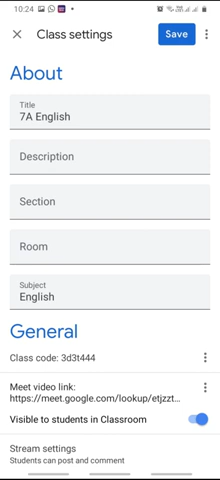 10:24
Class settings
Save
About
Title
7A English
Description
Section
Room
Subject
English
General
Class code: 3d3t444
Meet video link:
https://meet.google.com/lookup/etjzzt...
Visible to students in Classroom
Stream settings
Students can post and comment